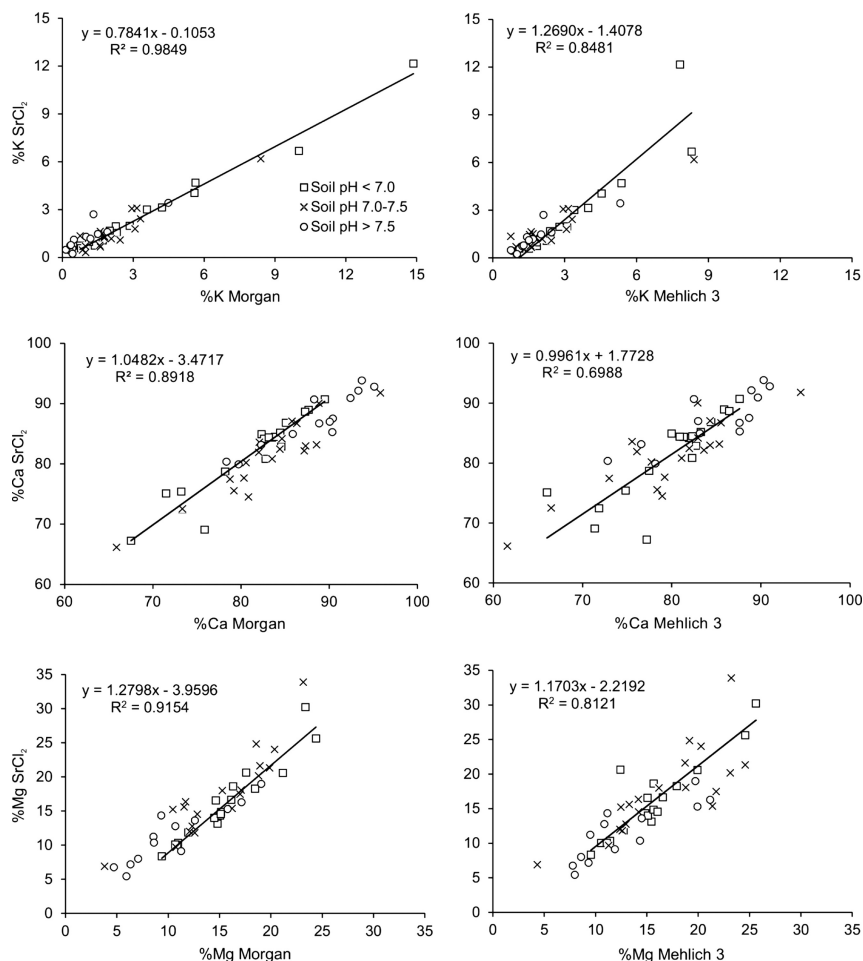 y = 0.7841x - 0.1053
R² = 0.9849
15
12
9
6
3
0
%K SrCl₂
Soil pH < 7.0
Soil pH 7.0-7.5
Soil pH > 7.5
0 3 6 9 12 15
%K Morgan
y = 1.2690x - 1.4078
R² = 0.8481
15
12
9
6
3
0
%K SrCl₂
0 3 6 9 12 15
%K Mehlich 3
y = 1.0482x - 3.4717
R² = 0.8918
100
90
80
70
60
%Ca SrCl₂
60 70 80 90 100
%Ca Morgan
y = 0.9961x + 1.7728
R² = 0.6988
100
90
80
70
60
%Ca SrCl₂
60 70 80 90 100
%Ca Mehlich 3
y = 1.2798x - 3.9596
R² = 0.9154
35
30
25
20
15
10
5
0
%Mg SrCl₂
0 5 10 15 20 25 30 35
%Mg Morgan
y = 1.1703x - 2.2192
R² = 0.8121
35
30
25
20
15
10
5
0
%Mg SrCl₂
0 5 10 15 20 25 30 35
%Mg Mehlich 3